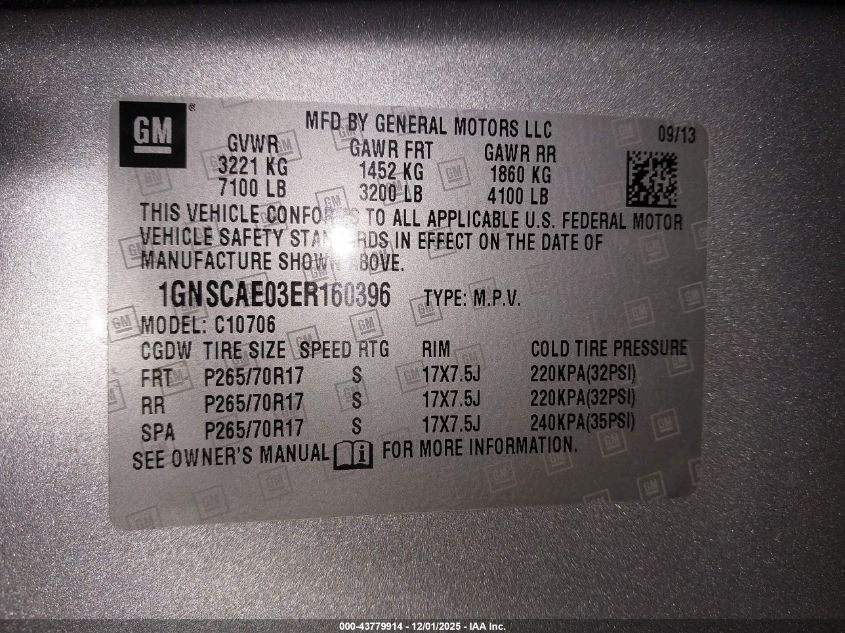 GM ®
MFD BY GENERAL MOTORS LLC 09/13
GVWR GAWR FRT GAWR RR
3221 KG 1452 KG 1860 KG
7100 LB 3200 LB 4100 LB
THIS VEHICLE CONFOR S TO ALL APPLICABLE U.S. FEDERAL MOTOR
VEHICLE SAFETY STAN RDS IN EFFECT ON THE DATE OF
MANUFACTURE SHOWN ABOVE.
1GNSCAE03ER160396 TYPE: M.P.V.
MODEL: C10706
CGDW TIRE SIZE SPEED RTG RIM COLD TIRE PRESSURE
FRT P265/70R17 S 17X7.5J 220KPA(32PSI)
RR P265/70R17 S 17X7.5J 220KPA(32PSI)
SPA P265/70R17 S 17X7.5J 240KPA(35PSI)
SEE OWNER'S MANUAL FOR MORE INFORMATION.
000-43779914 - 12/01/2025 - IAA Inc.